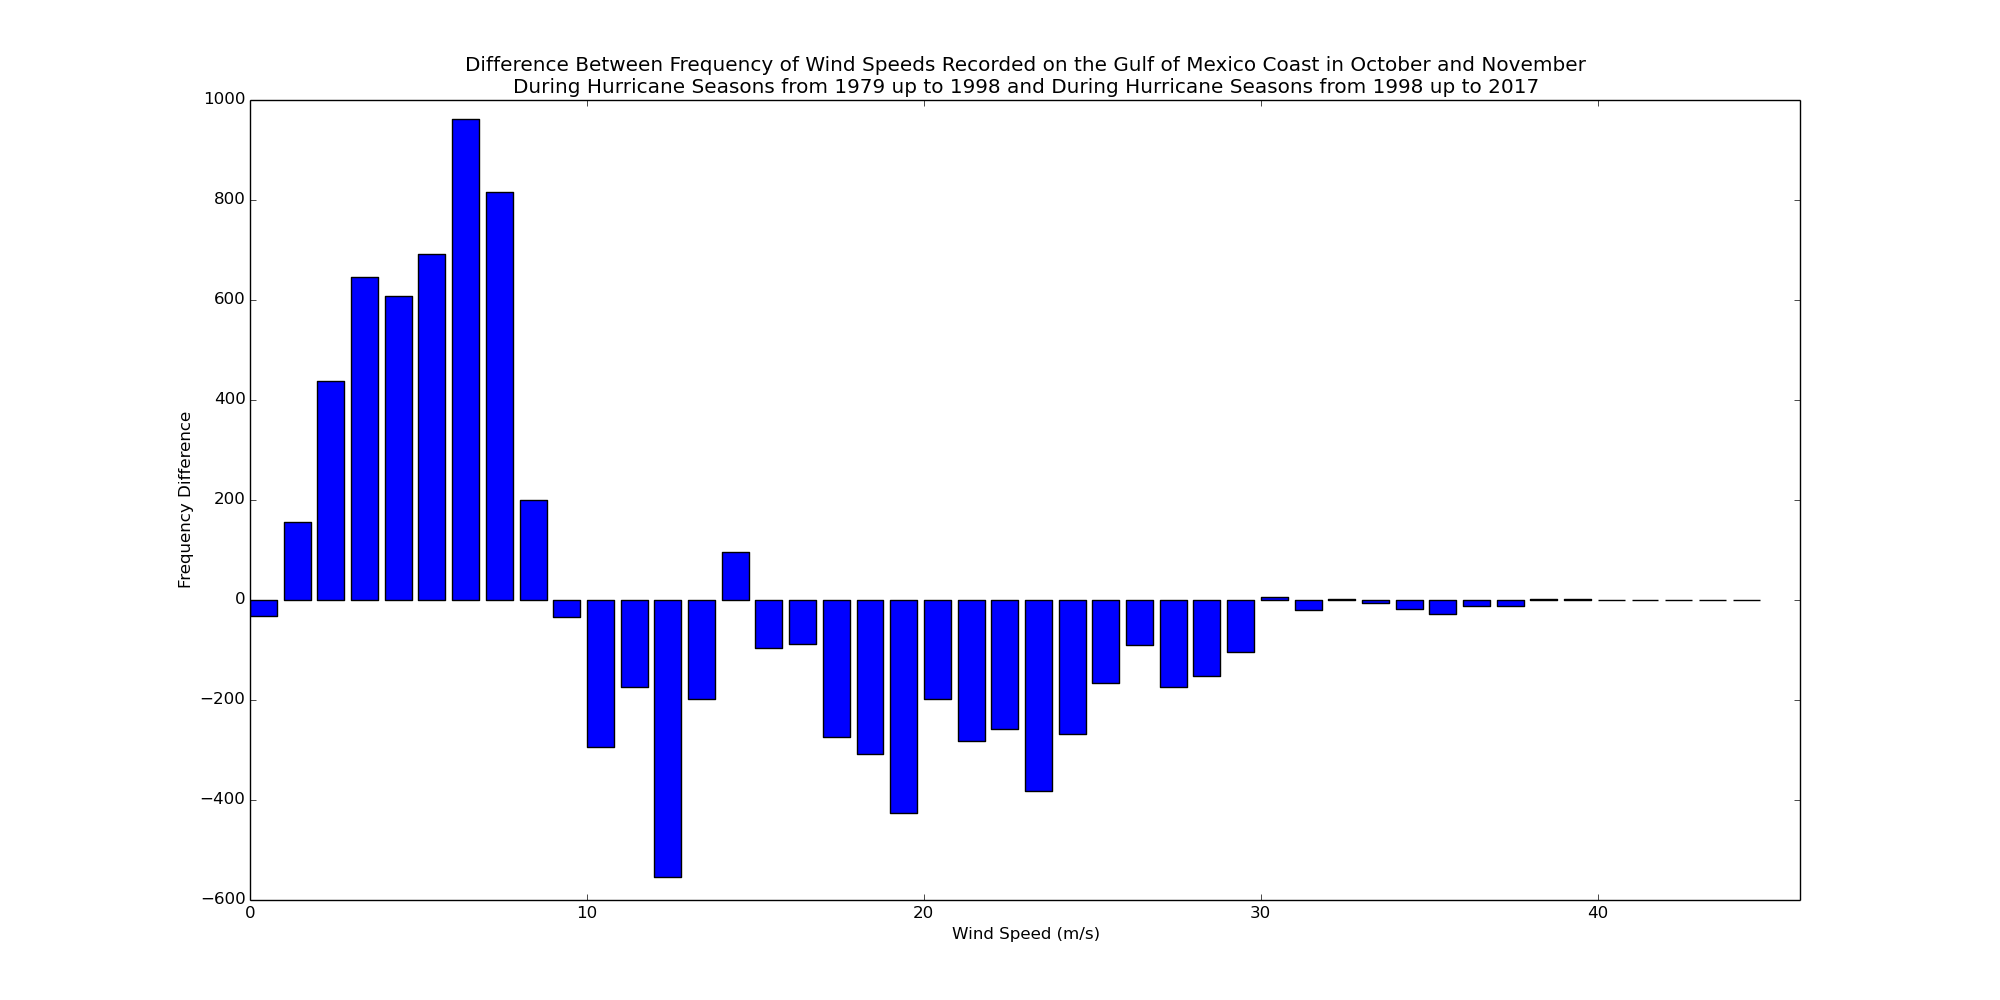 Difference Between Frequency of Wind Speeds Recorded on the Gulf of Mexico Coast in October and November
During Hurricane Seasons from 1979 up to 1998 and During Hurricane Seasons from 1998 up to 2017
1000
800
600
400
200
0
−200
−400
−600
Frequency Difference
0 10 20 30 40
Wind Speed (m/s)